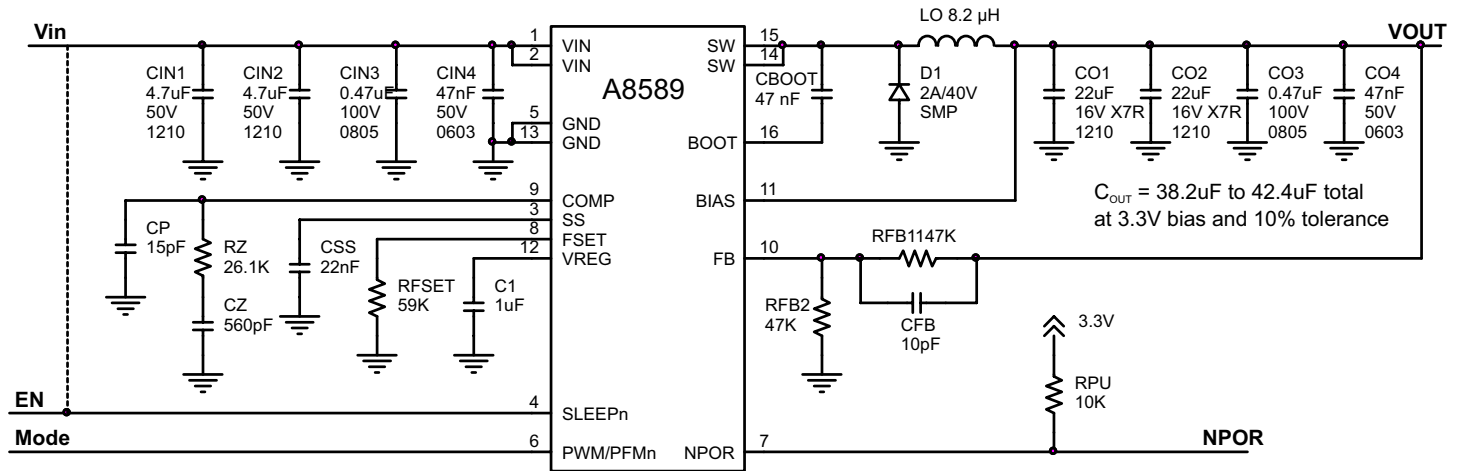 LO 8.2 µH
Vin
VOUT
1
VIN
2
VIN
15
SW
14
SW
CIN1
4.7uF
50V
1210
CIN2
4.7uF
50V
1210
CIN3
0.47uF
100V
0805
CIN4
47nF
50V
0603
A8589
CBOOT
47 nF
D1
2A/40V
SMP
CO1
22uF
16V X7R
1210
CO2
22uF
16V X7R
1210
CO3
0.47uF
100V
0805
CO4
47nF
50V
0603
5
GND
13
GND
16
BOOT
9
COMP
3
SS
8
FSET
12
VREG
11
BIAS
C_OUT = 38.2uF to 42.4uF total
at 3.3V bias and 10% tolerance
CP
15pF
RZ
26.1K
CZ
560pF
CSS
22nF
RFSET
59K
C1
1uF
10
FB
RFB1147K
RFB2
47K
CFB
10pF
3.3V
RPU
10K
EN
4
SLEEPn
Mode
6
PWM/PFMn
NPOR
7
NPOR